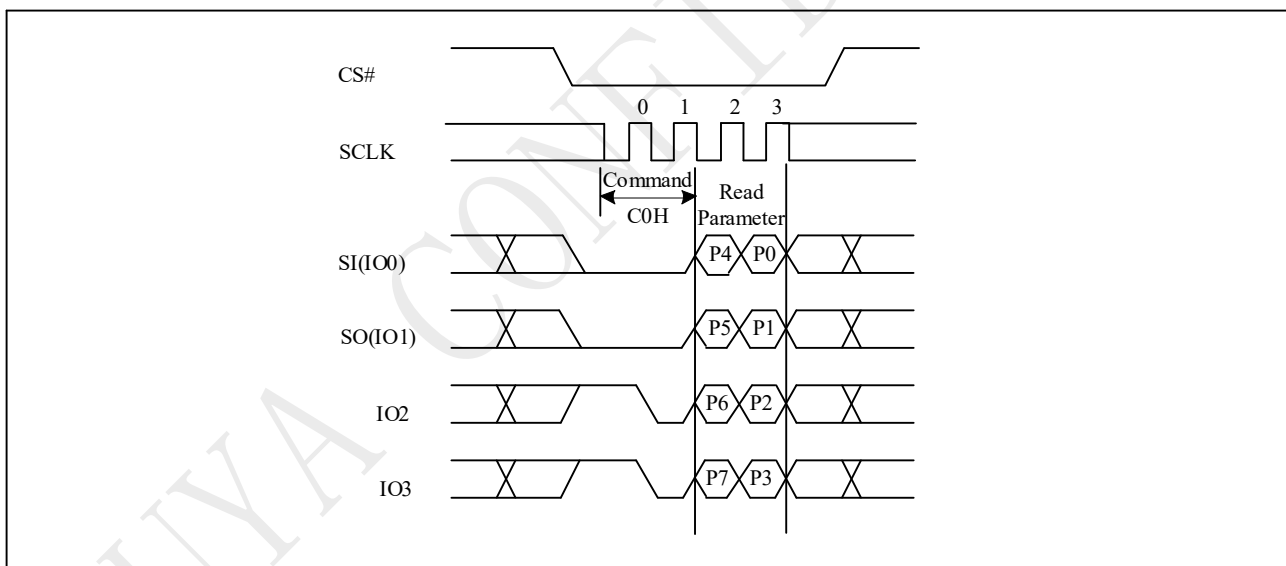 CS#
0 1 2 3
SCLK
Command
C0H
Read
Parameter
SI(IO0)
P4 P0
SO(IO1)
P5 P1
IO2
P6 P2
IO3
P7 P3